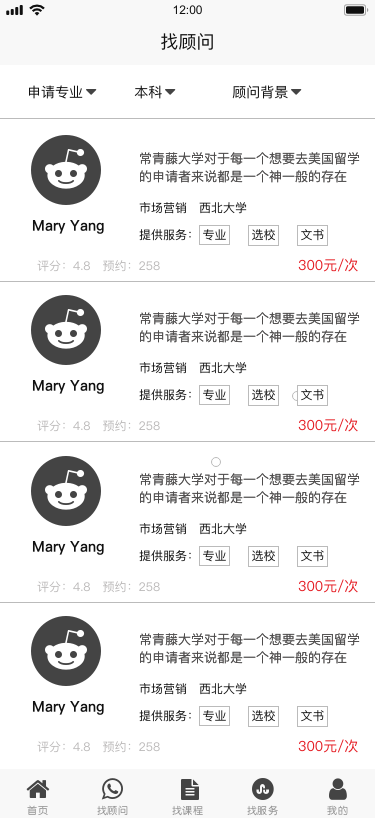 12:00
找顾问
申请专业 本科 顾问背景
常青藤大学对于每一个想要去美国留学
的申请者来说都是一个神一般的存在
Mary Yang
市场营销 西北大学
提供服务： 专业 选校 文书
评分：4.8 预约：258 300元/次
常青藤大学对于每一个想要去美国留学
的申请者来说都是一个神一般的存在
Mary Yang
市场营销 西北大学
提供服务： 专业 选校 文书
评分：4.8 预约：258 300元/次
常青藤大学对于每一个想要去美国留学
的申请者来说都是一个神一般的存在
Mary Yang
市场营销 西北大学
提供服务： 专业 选校 文书
评分：4.8 预约：258 300元/次
常青藤大学对于每一个想要去美国留学
的申请者来说都是一个神一般的存在
Mary Yang
市场营销 西北大学
提供服务： 专业 选校 文书
评分：4.8 预约：258 300元/次
首页 找顾问 找课程 找服务 我的